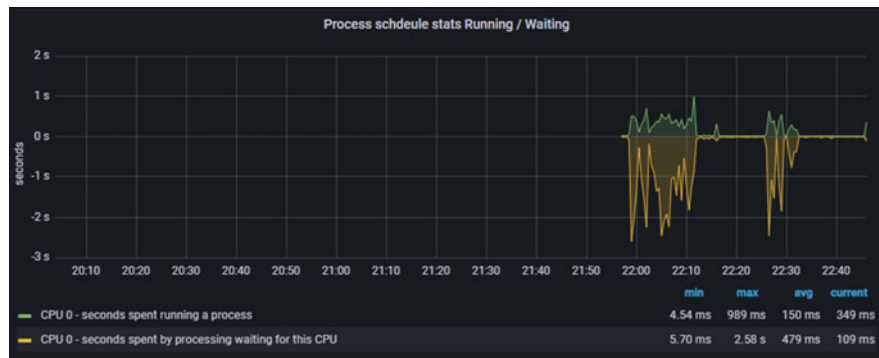 Process schdeule stats Running / Waiting
2 s
1 s
0 s
-1 s
-2 s
-3 s
seconds
20:10 20:20 20:30 20:40 20:50 21:00 21:10 21:20 21:30 21:40 21:50 22:00 22:10 22:20 22:30 22:40
min max avg current
CPU 0 - seconds spent running a process 4.54 ms 989 ms 150 ms 349 ms
CPU 0 - seconds spent by processing waiting for this CPU 5.70 ms 2.58 s 479 ms 109 ms